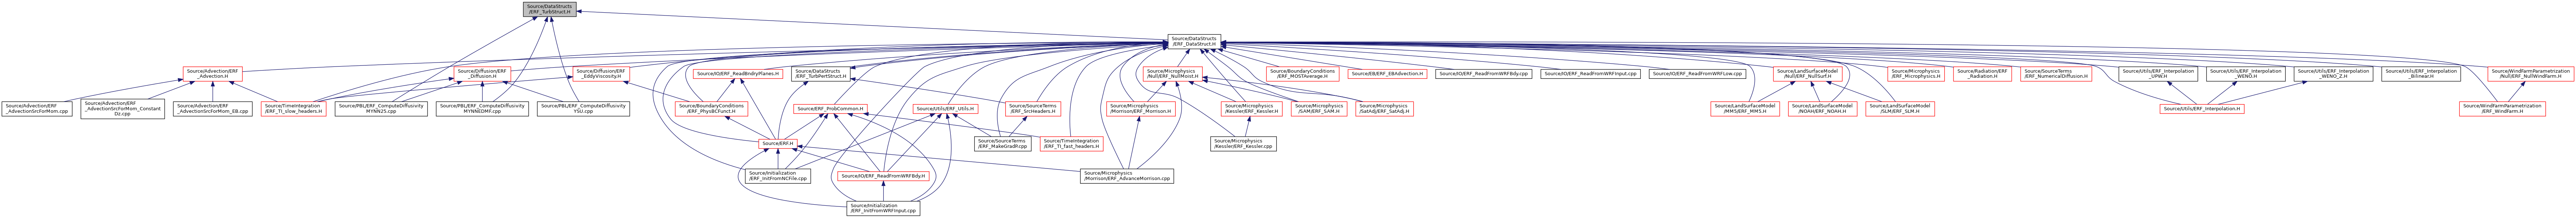 Source/DataStructs
/ERF_TurbStruct.H
Source/DataStructs
/ERF_DataStruct.H
Source/Advection/ERF
_Advection.H
Source/Diffusion/ERF
_Diffusion.H
Source/Diffusion/ERF
_EddyViscosity.H
Source/IO/ERF_ReadBndryPlanes.H
Source/DataStructs
/ERF_TurbPertStruct.H
Source/Microphysics
/Null/ERF_NullMoist.H
Source/BoundaryConditions
/ERF_MOSTAverage.H
Source/EB/ERF_EBAdvection.H
Source/IO/ERF_ReadFromWRFBdy.cpp
Source/IO/ERF_ReadFromWRFInput.cpp
Source/IO/ERF_ReadFromWRFLow.cpp
Source/LandSurfaceModel
/Null/ERF_NullSurf.H
Source/Microphysics
/ERF_Microphysics.H
Source/Radiation/ERF
_Radiation.H
Source/SourceTerms
/ERF_NumericalDiffusion.H
Source/Utils/ERF_Interpolation
_UPW.H
Source/Utils/ERF_Interpolation
_WENO.H
Source/Utils/ERF_Interpolation
_WENO_Z.H
Source/Utils/ERF_Interpolation
_Bilinear.H
Source/WindFarmParametrization
/Null/ERF_NullWindFarm.H
Source/Advection/ERF
_AdvectionSrcForMom.cpp
Source/Advection/ERF
_AdvectionSrcForMom_Constant
Dz.cpp
Source/Advection/ERF
_AdvectionSrcForMom_EB.cpp
Source/TimeIntegration
/ERF_TI_slow_headers.H
Source/PBL/ERF_ComputeDiffusivity
MYNN25.cpp
Source/PBL/ERF_ComputeDiffusivity
MYNNEDMF.cpp
Source/PBL/ERF_ComputeDiffusivity
YSU.cpp
Source/BoundaryConditions
/ERF_PhysBCFunct.H
Source/ERF_ProbCommon.H
Source/Utils/ERF_Utils.H
Source/SourceTerms
/ERF_SrcHeaders.H
Source/Microphysics
/Morrison/ERF_Morrison.H
Source/Microphysics
/Kessler/ERF_Kessler.H
Source/Microphysics
/SAM/ERF_SAM.H
Source/Microphysics
/SatAdj/ERF_SatAdj.H
Source/LandSurfaceModel
/MM5/ERF_MM5.H
Source/LandSurfaceModel
/NOAH/ERF_NOAH.H
Source/LandSurfaceModel
/SLM/ERF_SLM.H
Source/Utils/ERF_Interpolation.H
Source/WindFarmParametrization
/ERF_WindFarm.H
Source/ERF.H
Source/SourceTerms
/ERF_MakeGradP.cpp
Source/TimeIntegration
/ERF_TI_fast_headers.H
Source/Microphysics
/Kessler/ERF_Kessler.cpp
Source/Initialization
/ERF_InitFromNCFile.cpp
Source/IO/ERF_ReadFromWRFBdy.H
Source/Microphysics
/Morrison/ERF_AdvanceMorrison.cpp
Source/Initialization
/ERF_InitFromWRFInput.cpp